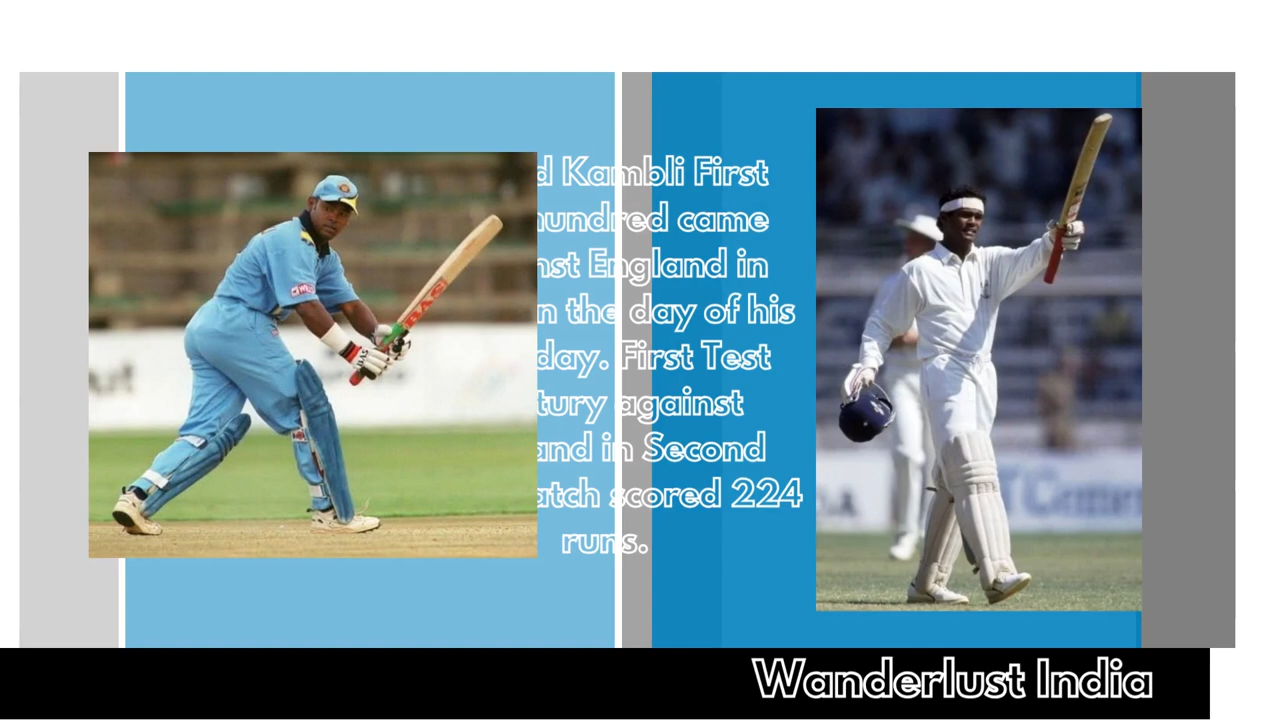 d Kambli First
hundred came
nst England in
n the day of his
day. First Test
tury against
and in Second
atch scored 224
runs.
Wanderlust India